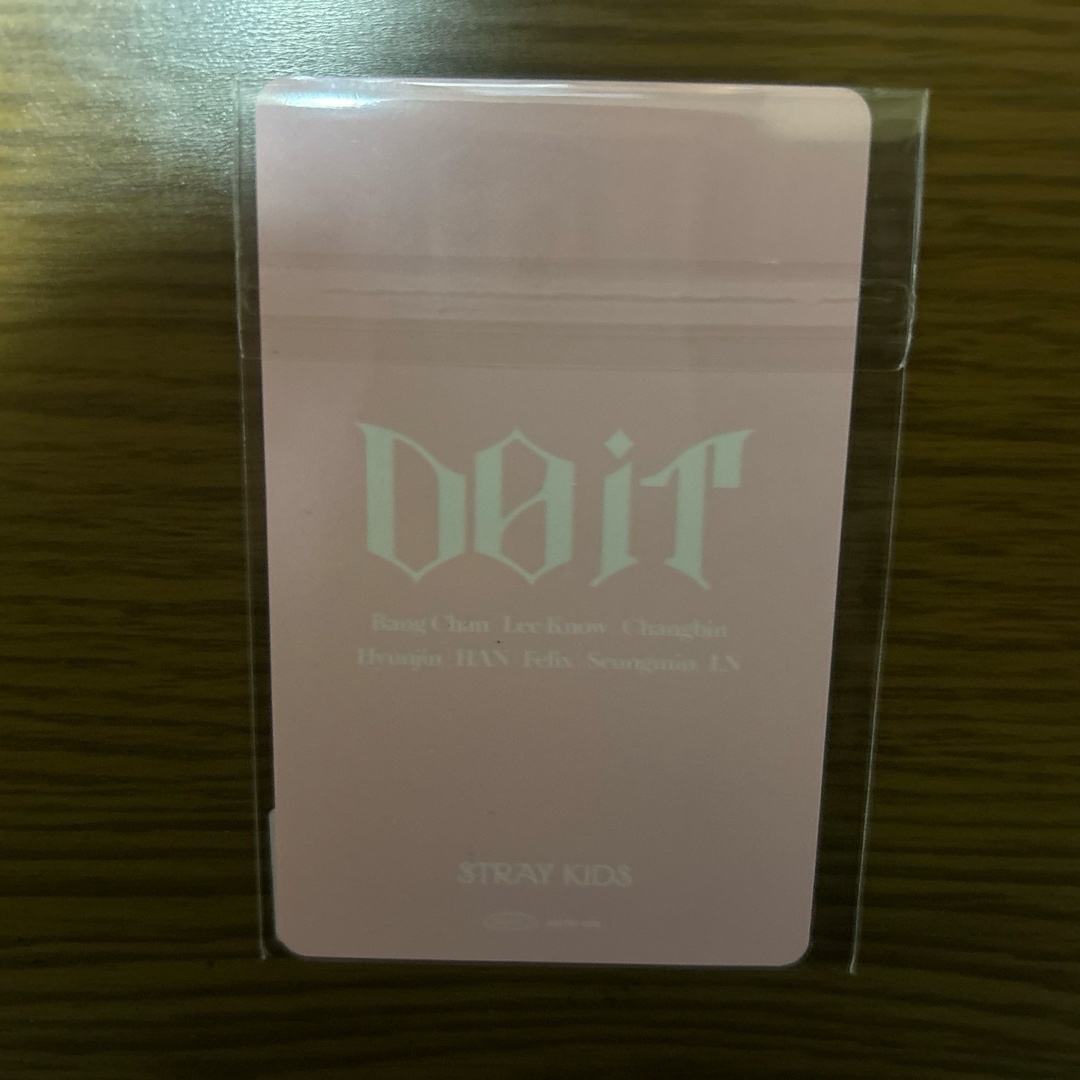 DO iT
Bang Chan Lee Know Changbin
Hyunjin HAN Felix Seungmin I.N
STRAY KIDS